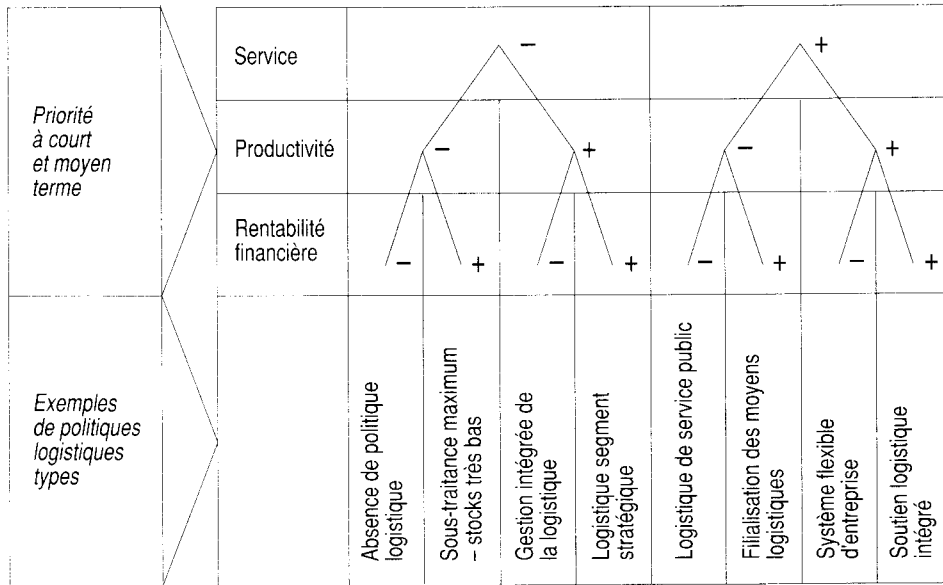 Priorité
à court
et moyen
terme
Service
− +
Productivité
− + − +
Rentabilité
financière
− + − + − + − +
Exemples
de politiques
logistiques
types
Absence de politique
logistique
Sous-traitance maximum
– stocks très bas
Gestion intégrée de
la logistique
Logistique segment
stratégique
Logistique de service public
Filialisation des moyens
logistiques
Système flexible
d'entreprise
Soutien logistique
intégré